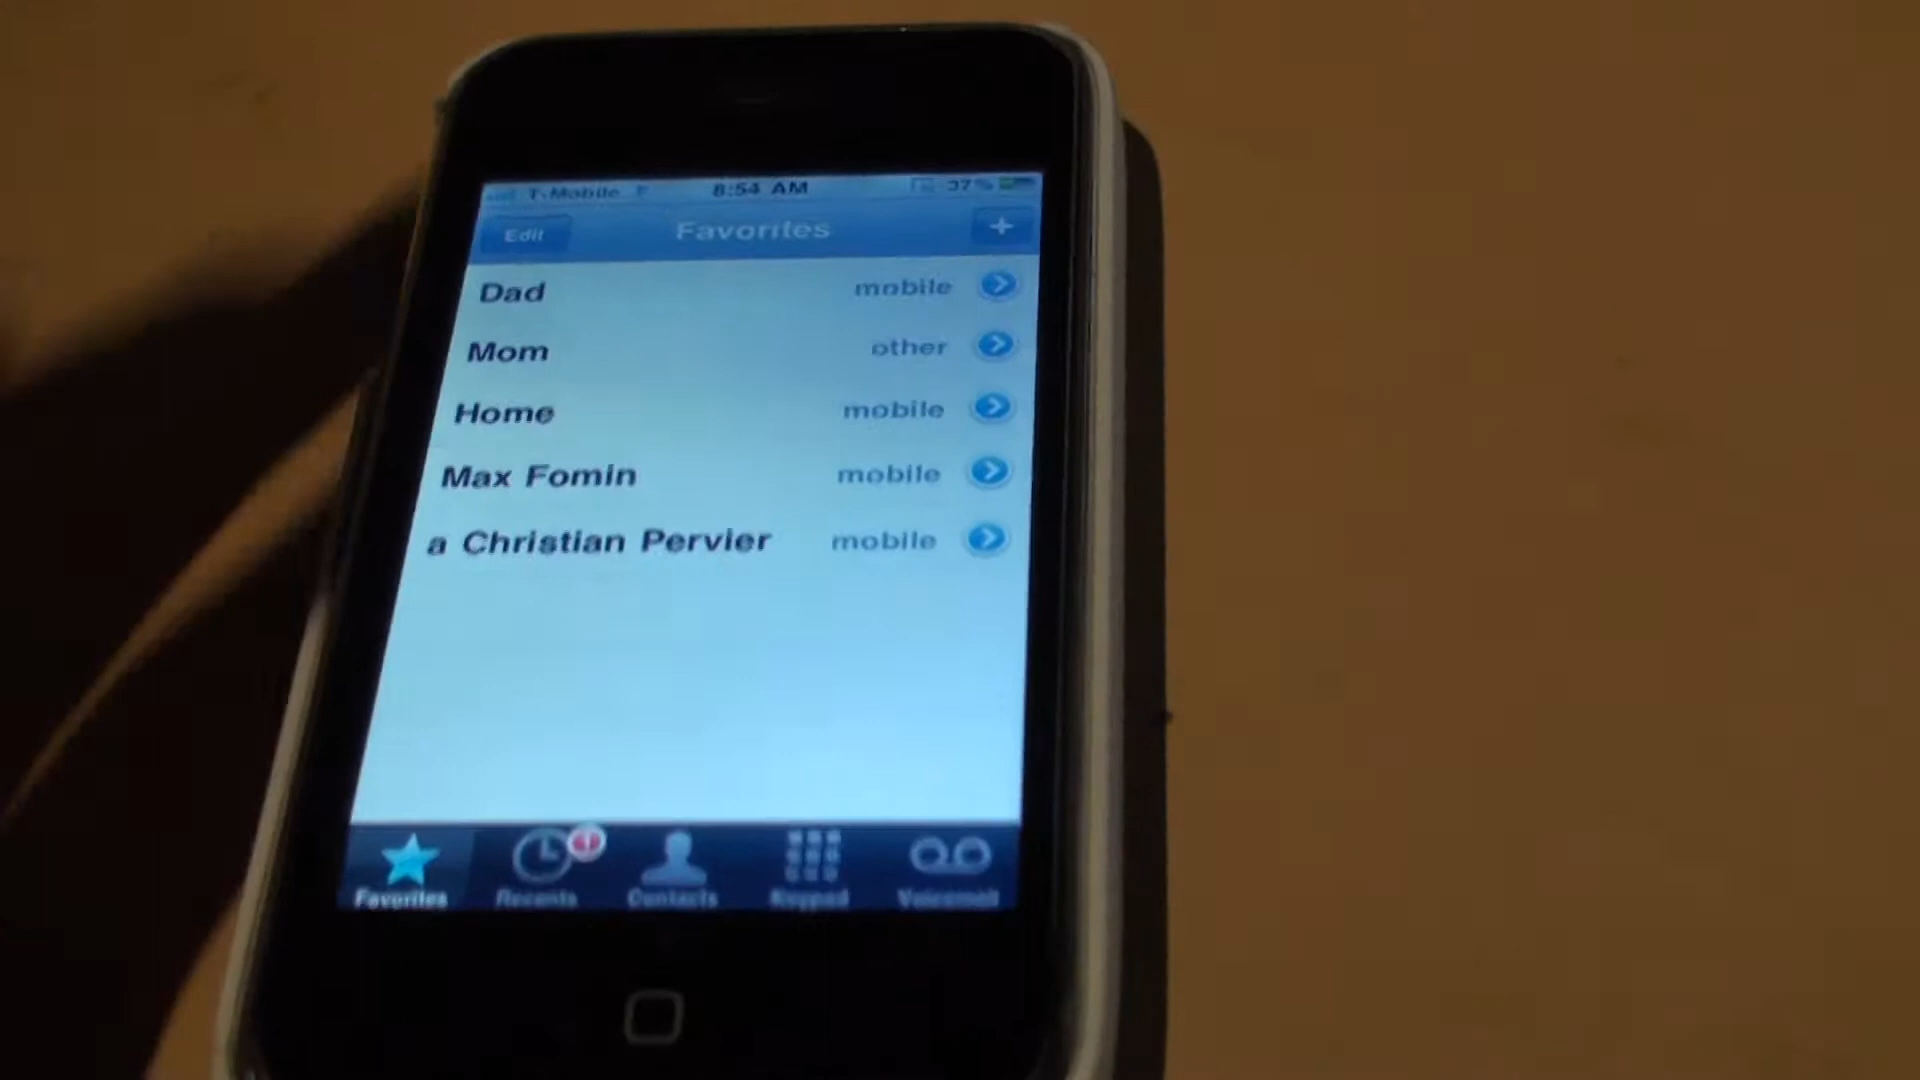 T-Mobile 8:54 AM 37%
Edit Favorites +
Dad mobile
Mom other
Home mobile
Max Fomin mobile
a Christian Pervier mobile
1
Favorites Recents Contacts Keypad Voicemail